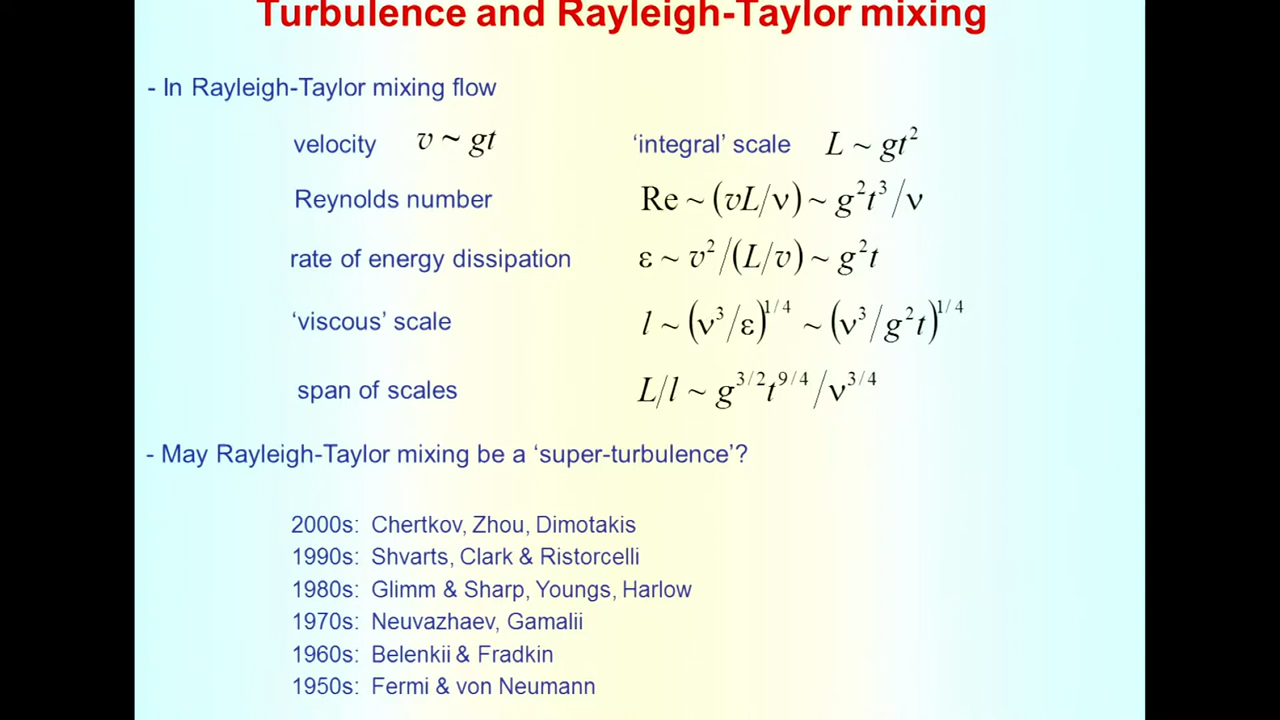 Turbulence and Rayleigh-Taylor mixing
- In Rayleigh-Taylor mixing flow
velocity v ~ gt ‘integral’ scale L ~ gt²
Reynolds number Re ~ (vL/ν) ~ g²t³/ν
rate of energy dissipation ε ~ v²/(L/v) ~ g²t
‘viscous’ scale l ~ (ν³/ε)^1/4 ~ (ν³/g²t)^1/4
span of scales L/l ~ g^3/2 t^9/4 / ν^3/4
- May Rayleigh-Taylor mixing be a ‘super-turbulence’?
2000s: Chertkov, Zhou, Dimotakis
1990s: Shvarts, Clark & Ristorcelli
1980s: Glimm & Sharp, Youngs, Harlow
1970s: Neuvazhaev, Gamalii
1960s: Belenkii & Fradkin
1950s: Fermi & von Neumann